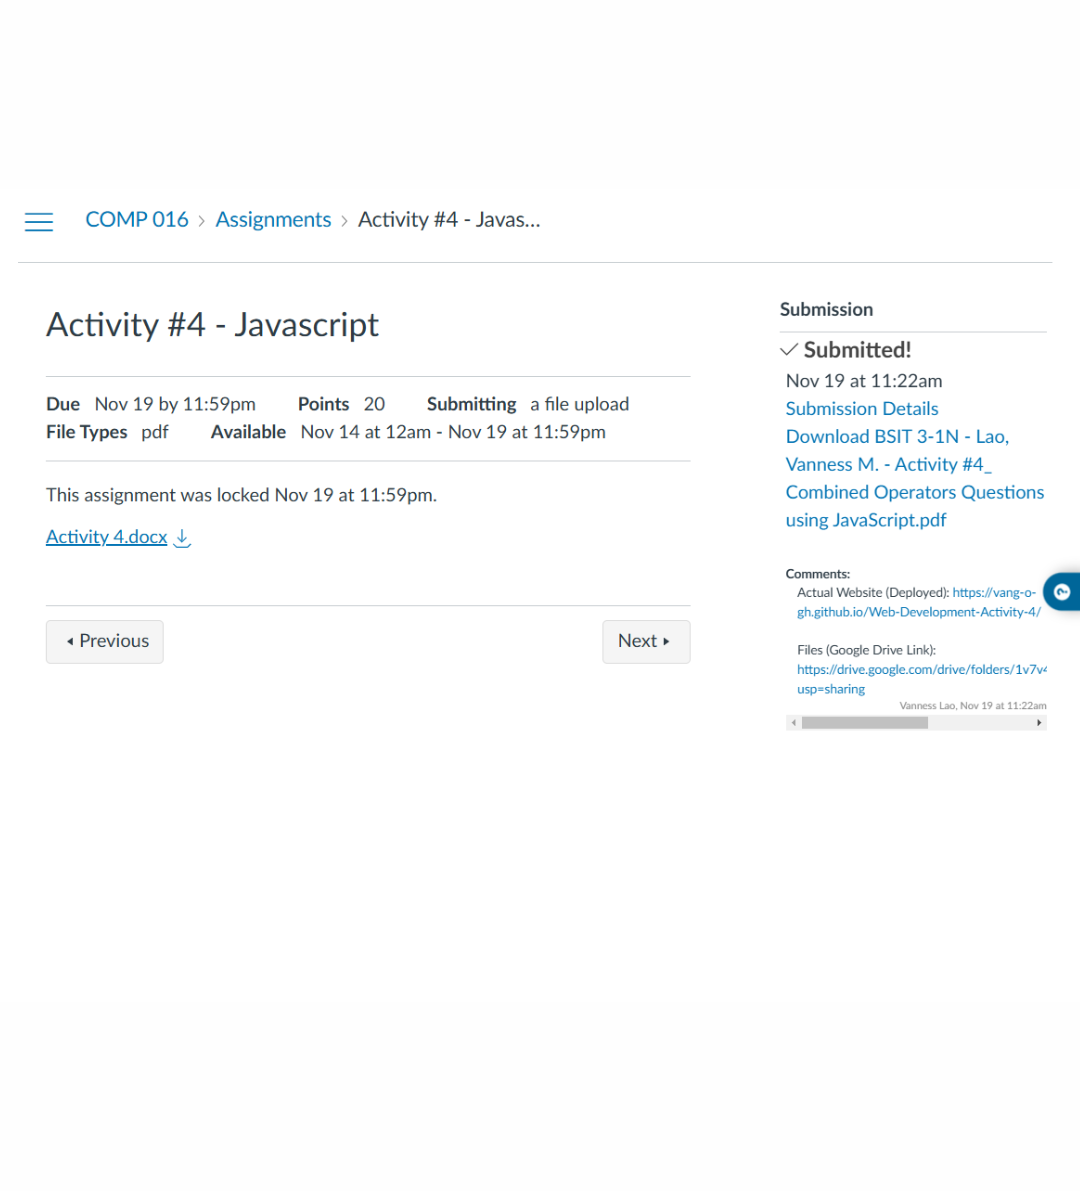 COMP 016 › Assignments › Activity #4 - Javas...
Activity #4 - Javascript
Due Nov 19 by 11:59pm Points 20 Submitting a file upload
File Types pdf Available Nov 14 at 12am - Nov 19 at 11:59pm
This assignment was locked Nov 19 at 11:59pm.
Activity 4.docx
Previous
Next
Submission
Submitted!
Nov 19 at 11:22am
Submission Details
Download BSIT 3-1N - Lao,
Vanness M. - Activity #4_
Combined Operators Questions
using JavaScript.pdf
Comments:
Actual Website (Deployed): https://vang-o-
gh.github.io/Web-Development-Activity-4/
Files (Google Drive Link):
https://drive.google.com/drive/folders/1v7v
usp=sharing
Vanness Lao, Nov 19 at 11:22am